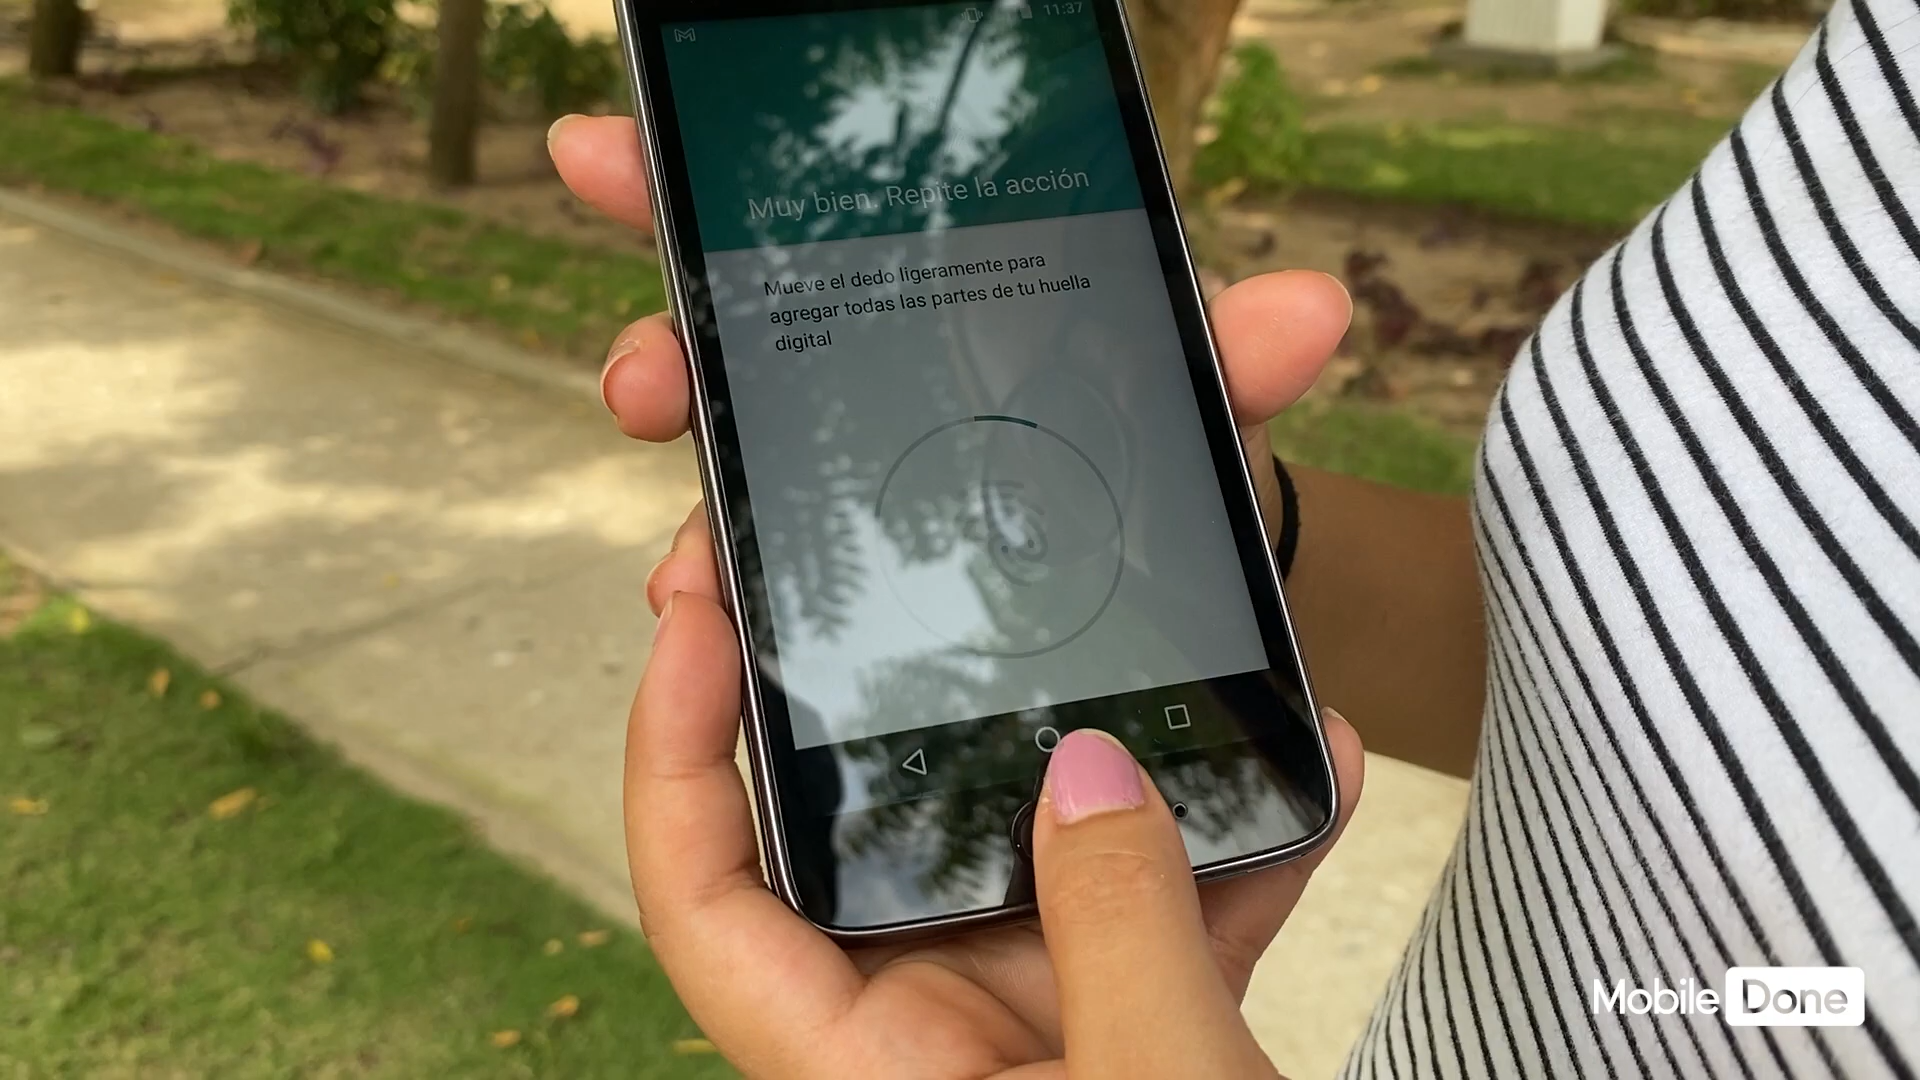 11:37
Muy bien. Repite la acción
Mueve el dedo ligeramente para
agregar todas las partes de tu huella
digital
Mobile Done